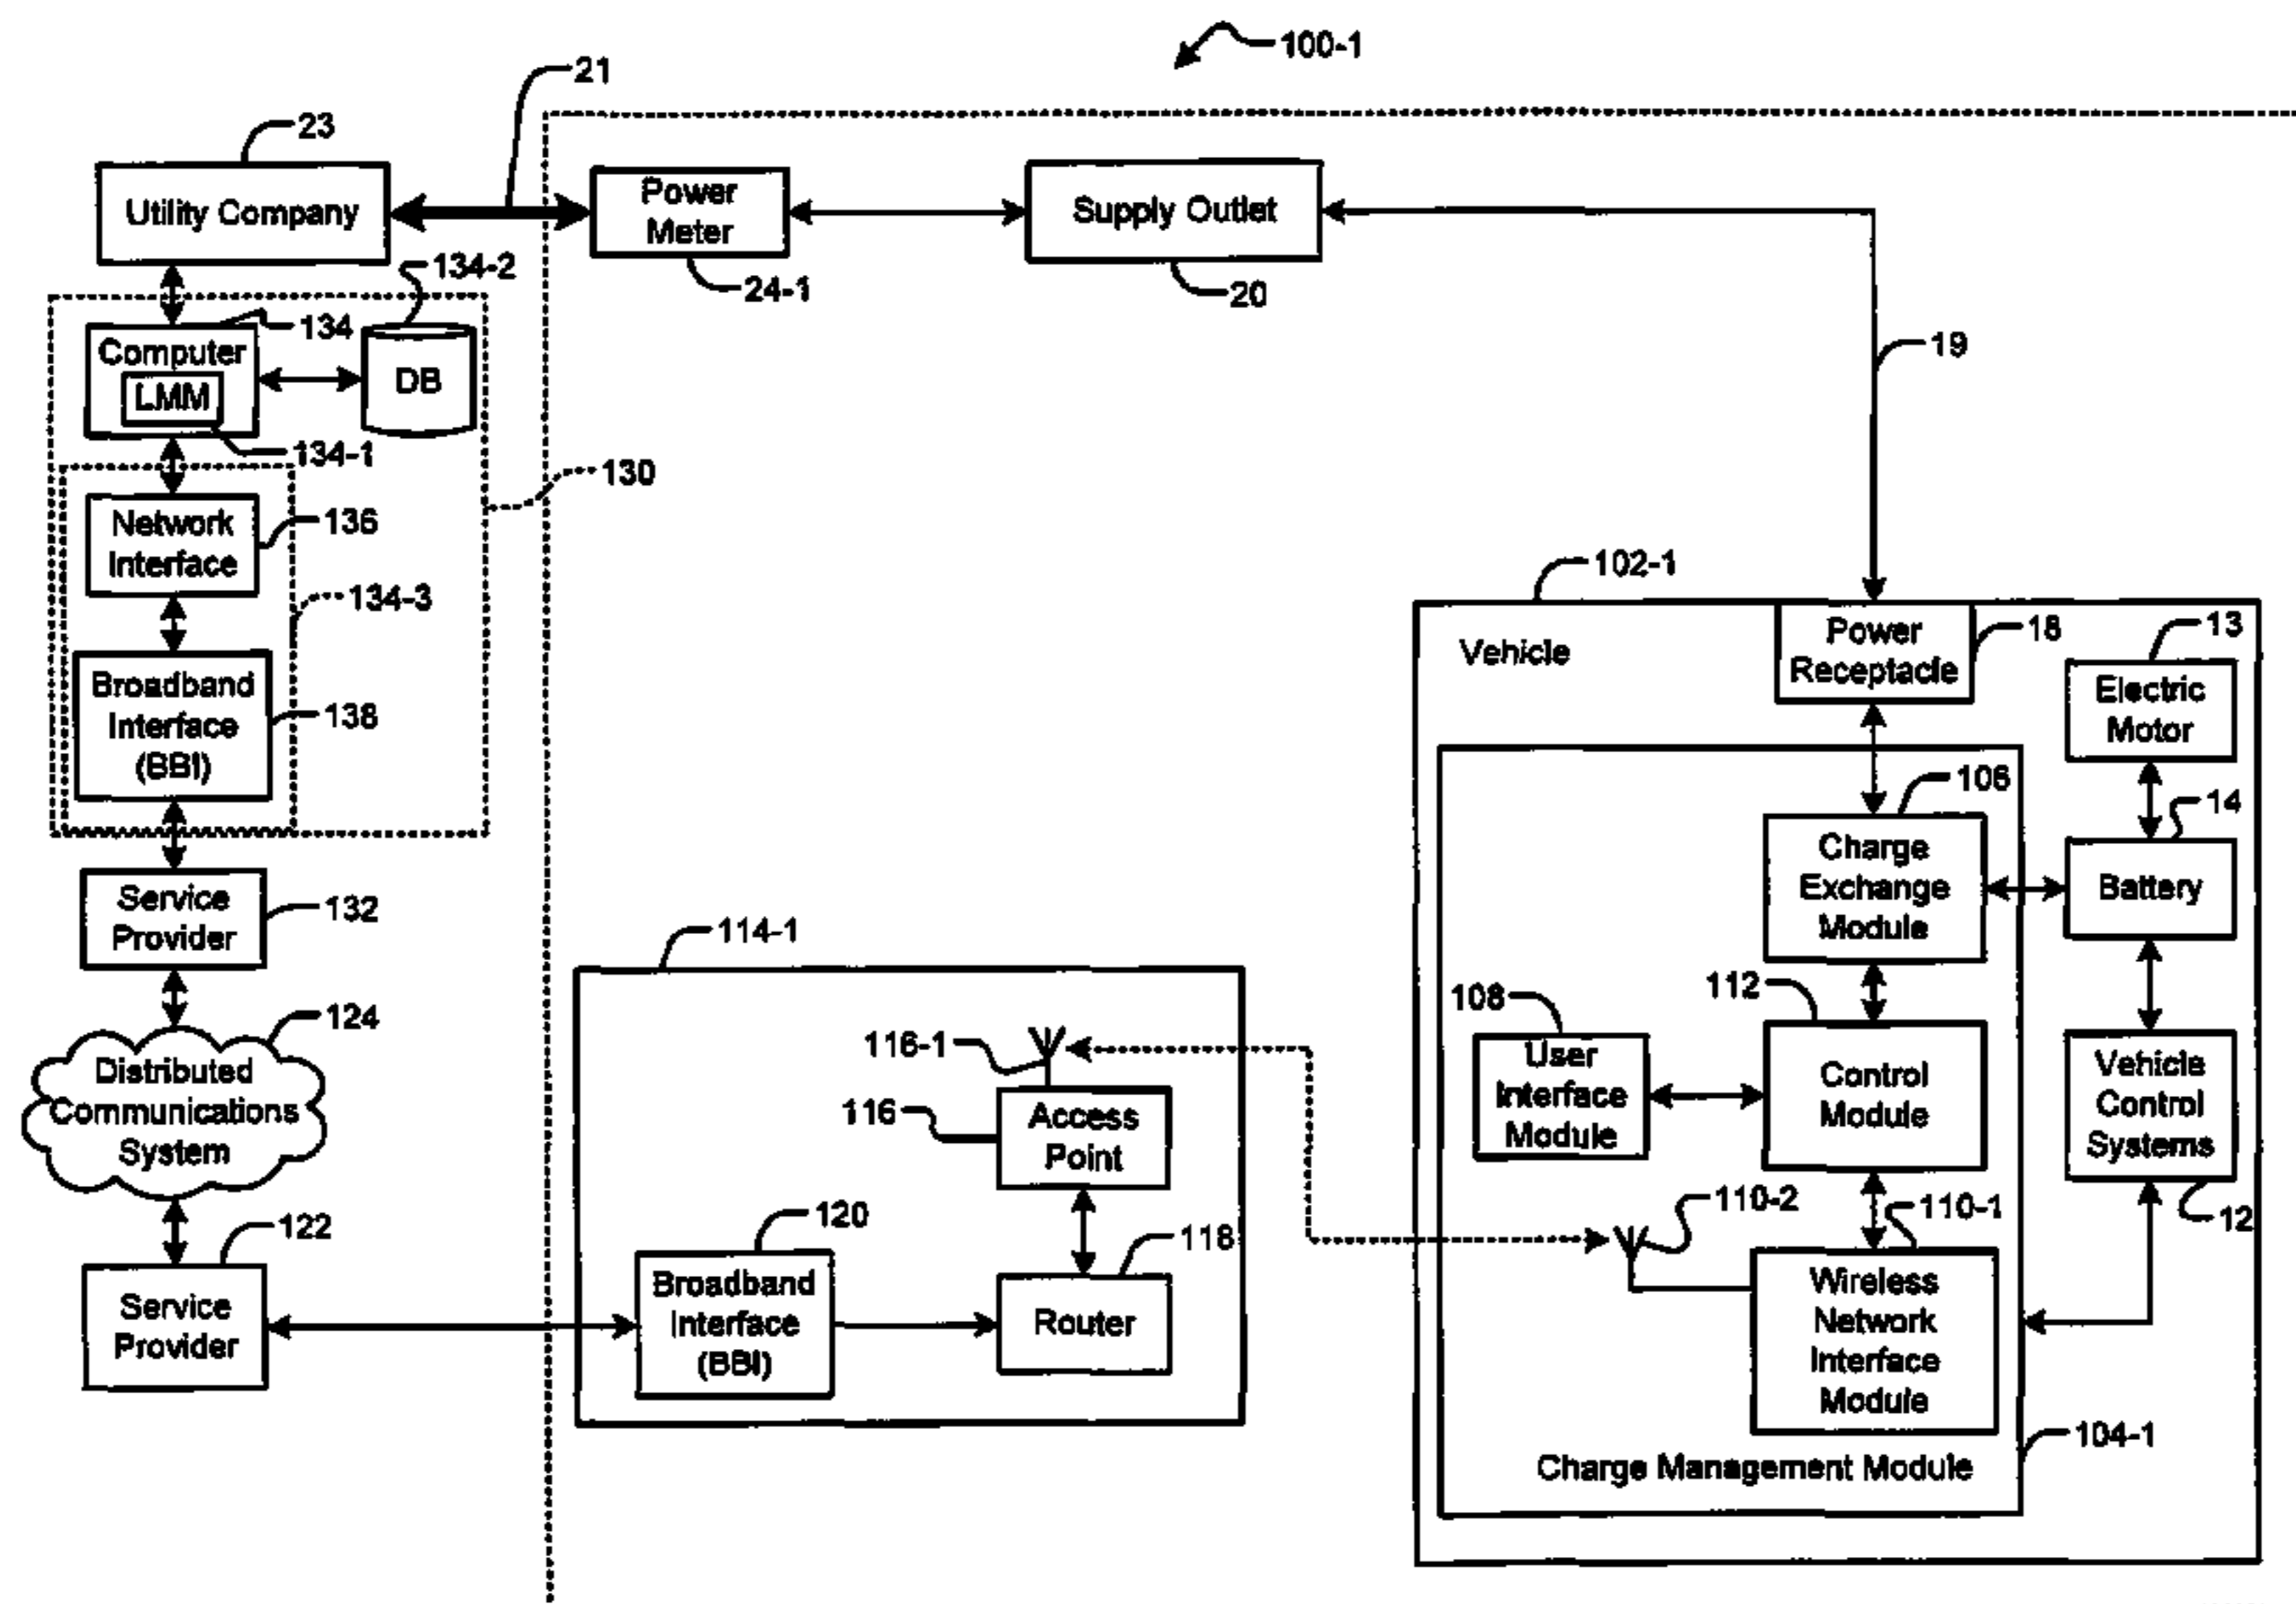 100-1
21
23
Utility Company
Power
Meter
24-1
Supply Outlet
20
19
134-2
134
Computer
LMM
DB
134-1
130
Network
Interface
136
134-3
Broadband
Interface
(BBI)
138
Service
Provider
132
124
Distributed
Communications
System
122
Service
Provider
114-1
116-1
116
Access
Point
120
118
Broadband
Interface
(BBI)
Router
102-1
Vehicle
Power
Receptacle
18
13
Electric
Motor
106
14
Charge
Exchange
Module
Battery
108
112
User
Interface
Module
Control
Module
Vehicle
Control
Systems
12
110-2
110-1
Wireless
Network
Interface
Module
104-1
Charge Management Module